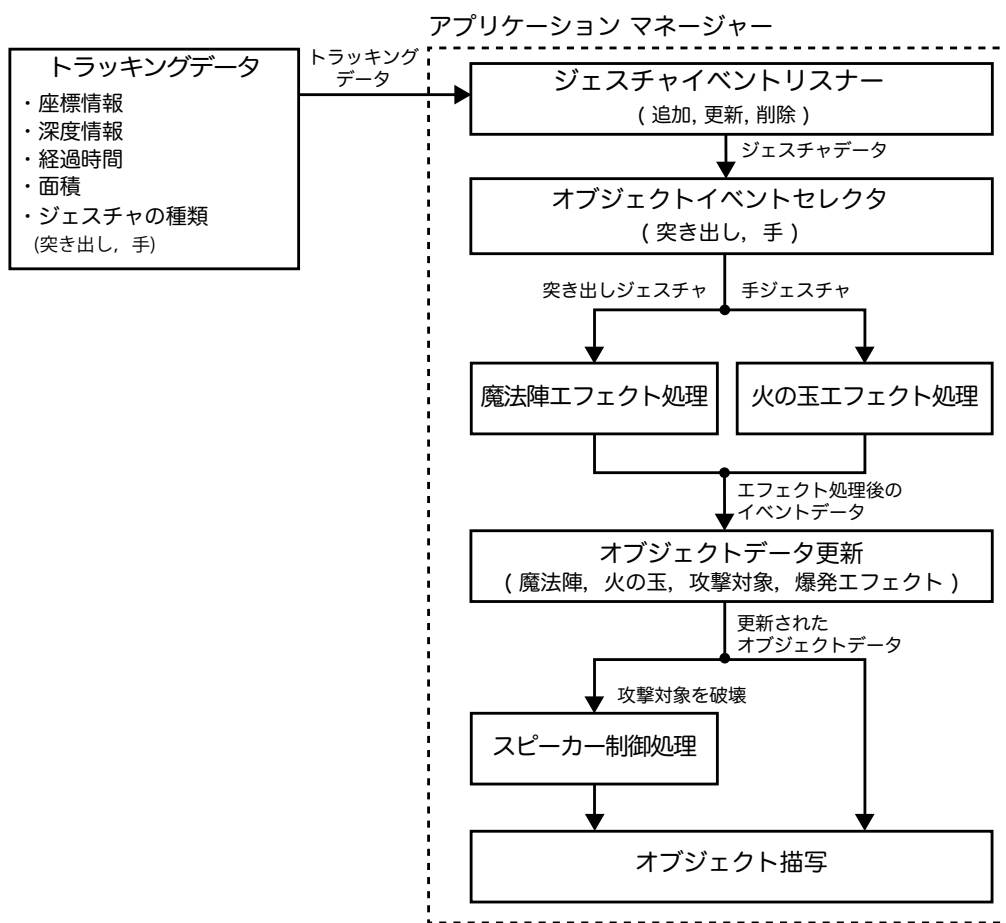 アプリケーション マネージャー
トラッキングデータ
・座標情報
・深度情報
・経過時間
・面積
・ジェスチャの種類
(突き出し，手)
トラッキング
データ
ジェスチャイベントリスナー
( 追加, 更新, 削除 )
ジェスチャデータ
オブジェクトイベントセレクタ
( 突き出し，手 )
突き出しジェスチャ
手ジェスチャ
魔法陣エフェクト処理
火の玉エフェクト処理
エフェクト処理後の
イベントデータ
オブジェクトデータ更新
( 魔法陣，火の玉，攻撃対象，爆発エフェクト )
更新された
オブジェクトデータ
攻撃対象を破壊
スピーカー制御処理
オブジェクト描写